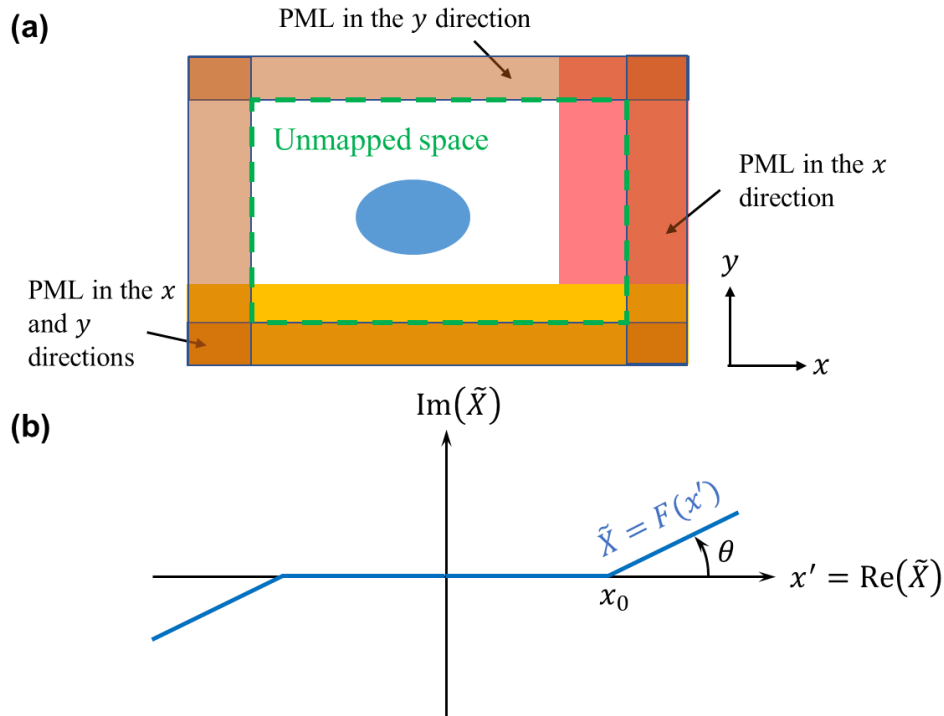 (a)
PML in the y direction
Unmapped space
PML in the x
direction
PML in the x
and y
directions
y
x
(b)
Im(X̃)
X̃ = F(x′)
θ
x₀
x′ = Re(X̃)